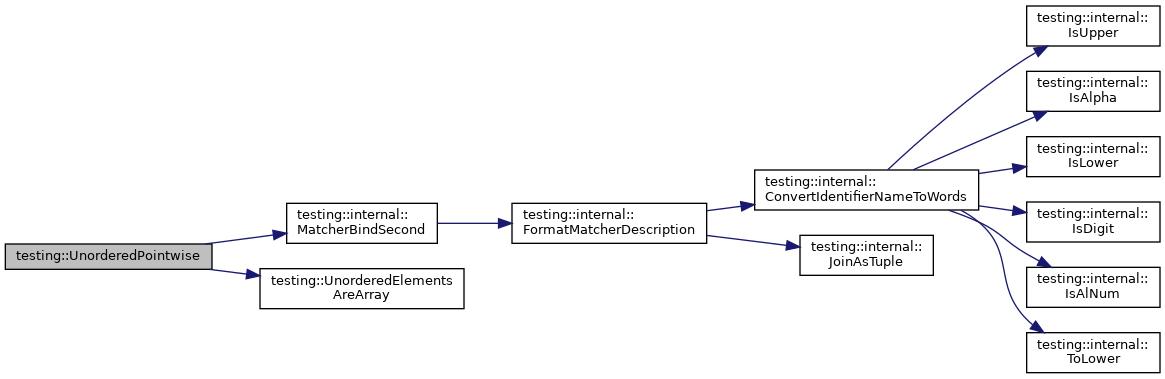 testing::UnorderedPointwise
testing::internal::
MatcherBindSecond
testing::UnorderedElements
AreArray
testing::internal::
FormatMatcherDescription
testing::internal::
ConvertIdentifierNameToWords
testing::internal::
JoinAsTuple
testing::internal::
IsUpper
testing::internal::
IsAlpha
testing::internal::
IsLower
testing::internal::
IsDigit
testing::internal::
IsAlNum
testing::internal::
ToLower